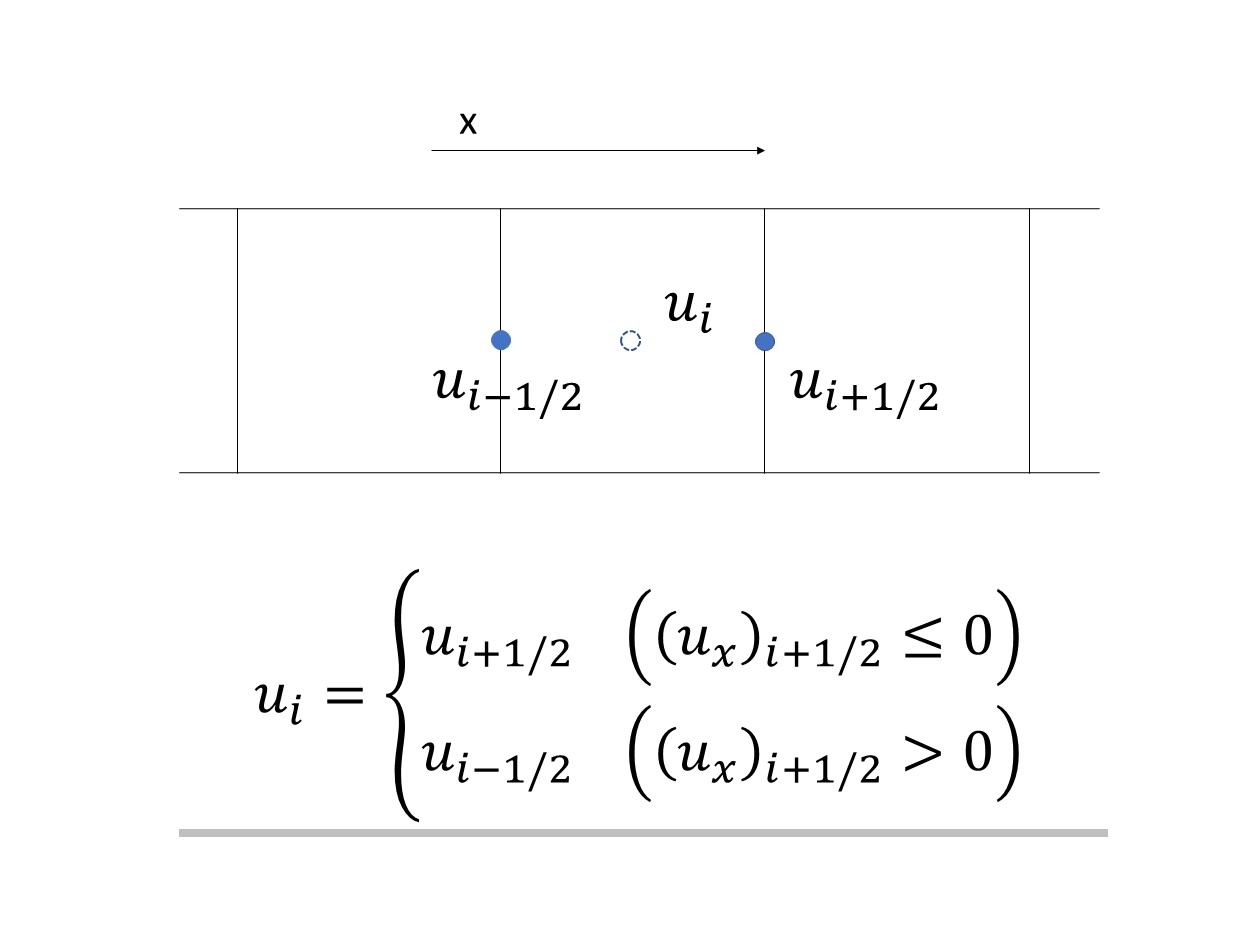 x
u_i
u_{i−1/2}
u_{i+1/2}
u_i = { u_{i+1/2} ((u_x)_{i+1/2} ≤ 0)
u_{i−1/2} ((u_x)_{i+1/2} > 0)